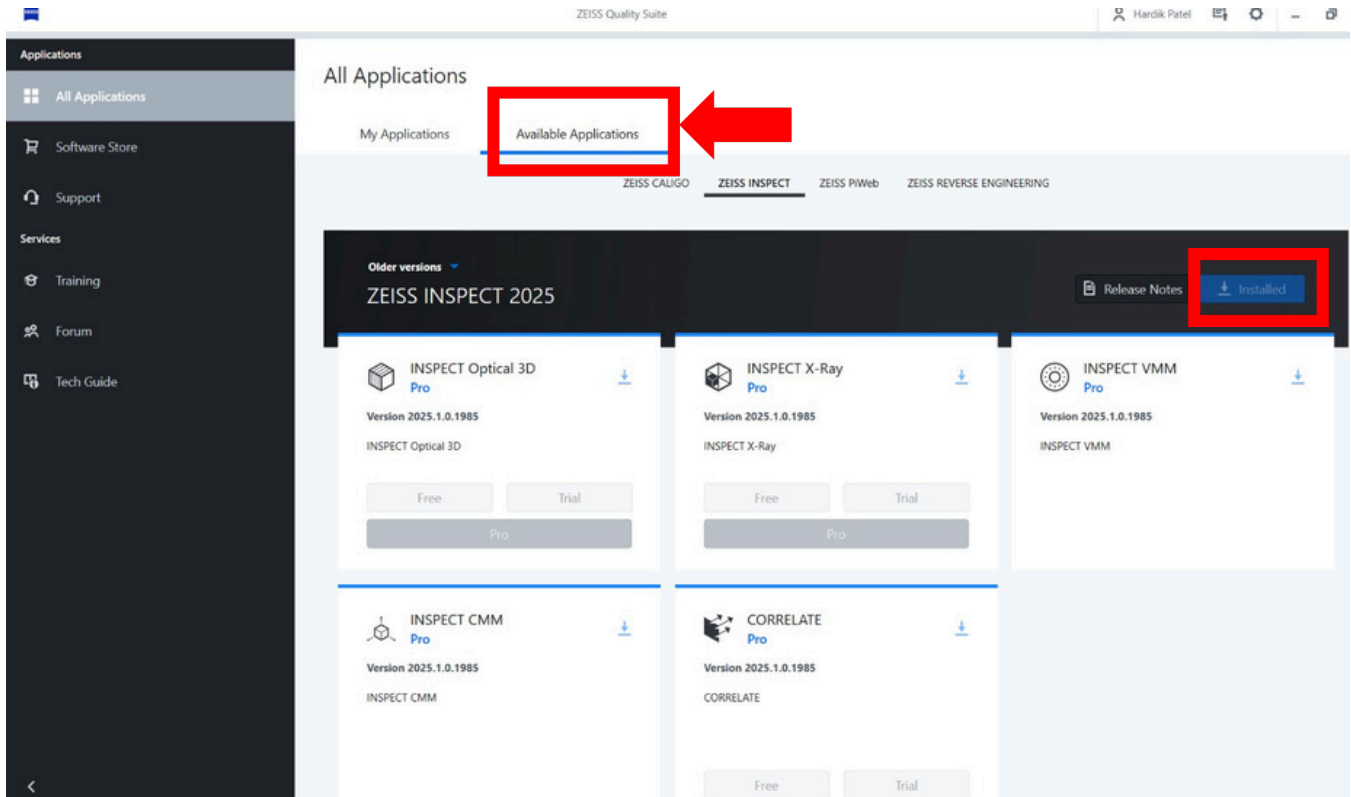 ZEISS Quality Suite
Hardik Patel
Applications
All Applications
Software Store
Support
Services
Training
Forum
Tech Guide
All Applications
My Applications
Available Applications
ZEISS CALIGO ZEISS INSPECT ZEISS PiWeb ZEISS REVERSE ENGINEERING
Older versions
ZEISS INSPECT 2025
Release Notes
Installed
INSPECT Optical 3D
Pro
Version 2025.1.0.1985
INSPECT Optical 3D
Free Trial
Pro
INSPECT X-Ray
Pro
Version 2025.1.0.1985
INSPECT X-Ray
Free Trial
Pro
INSPECT VMM
Pro
Version 2025.1.0.1985
INSPECT VMM
INSPECT CMM
Pro
Version 2025.1.0.1985
INSPECT CMM
CORRELATE
Pro
Version 2025.1.0.1985
CORRELATE
Free Trial